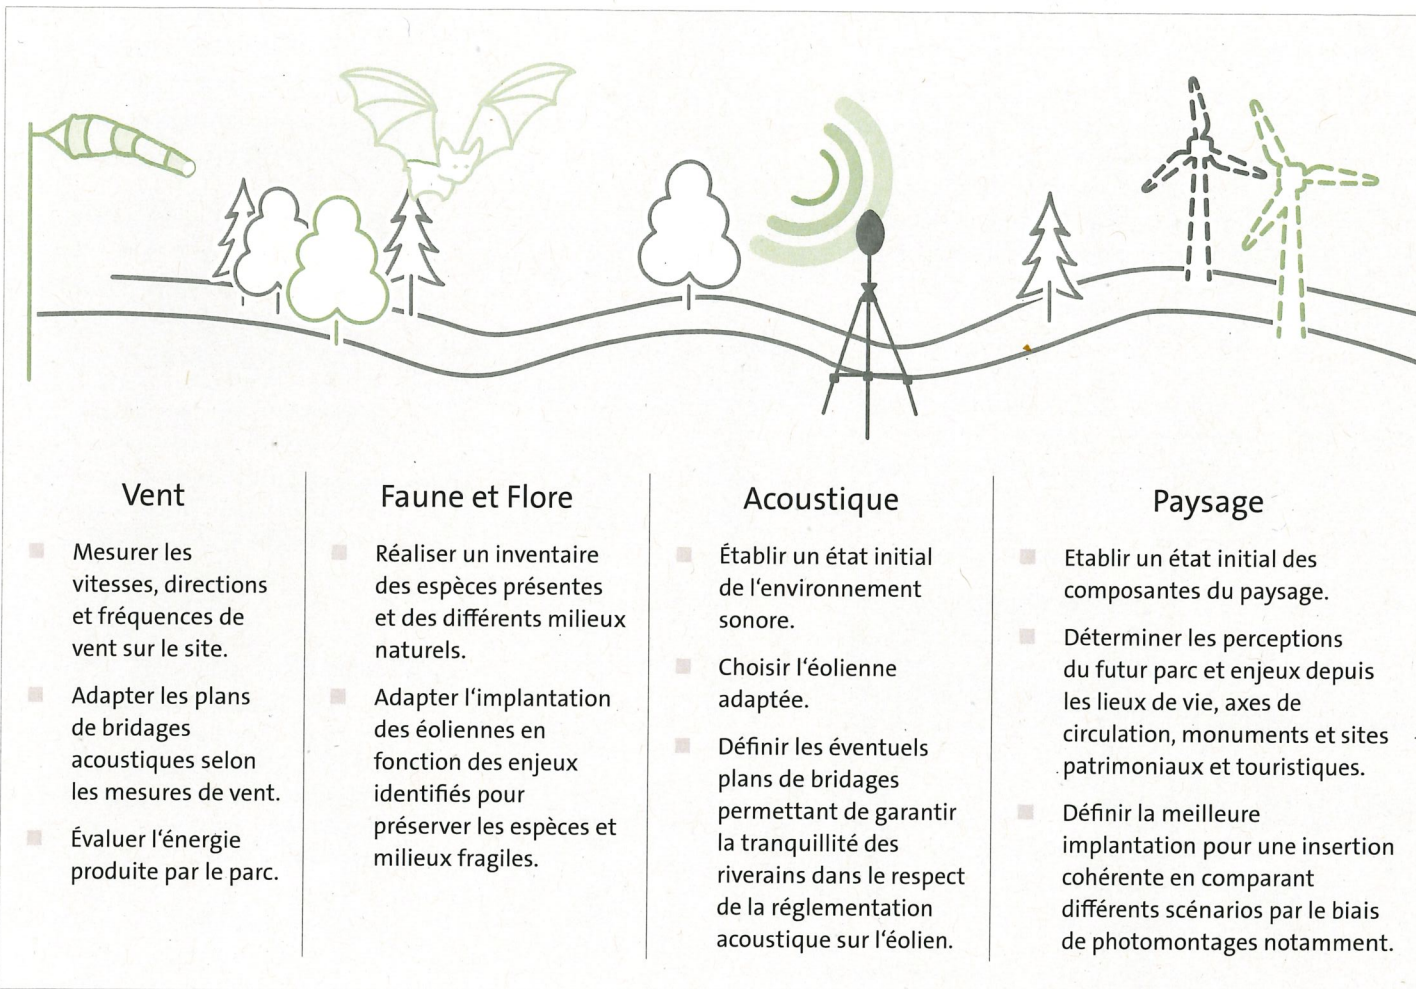 Vent
Mesurer les
vitesses, directions
et fréquences de
vent sur le site.
Adapter les plans
de bridages
acoustiques selon
les mesures de vent.
Évaluer l‘énergie
produite par le parc.
Faune et Flore
Réaliser un inventaire
des espèces présentes
et des différents milieux
naturels.
Adapter l‘implantation
des éoliennes en
fonction des enjeux
identifiés pour
préserver les espèces et
milieux fragiles.
Acoustique
Établir un état initial
de l‘environnement
sonore.
Choisir l‘éolienne
adaptée.
Définir les éventuels
plans de bridages
permettant de garantir
la tranquillité des
riverains dans le respect
de la réglementation
acoustique sur l‘éolien.
Paysage
Etablir un état initial des
composantes du paysage.
Déterminer les perceptions
du futur parc et enjeux depuis
les lieux de vie, axes de
circulation, monuments et sites
patrimoniaux et touristiques.
Définir la meilleure
implantation pour une insertion
cohérente en comparant
différents scénarios par le biais
de photomontages notamment.